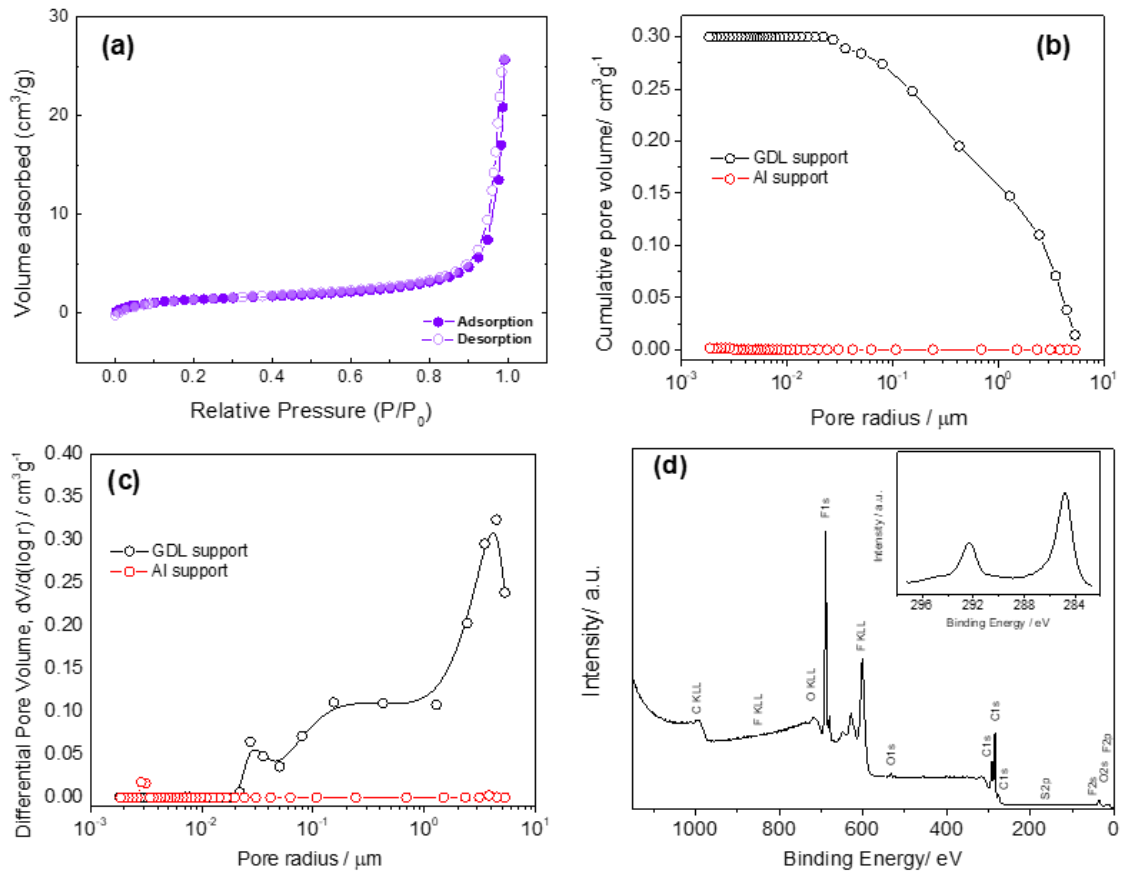 (a)
30
20
10
0
0.0 0.2 0.4 0.6 0.8 1.0
Volume adsorbed (cm³/g)
Relative Pressure (P/P₀)
Adsorption
Desorption
(b)
0.30
0.25
0.20
0.15
0.10
0.05
0.00
10⁻³ 10⁻² 10⁻¹ 10⁰ 10¹
Cumulative pore volume/ cm³g⁻¹
Pore radius / μm
GDL support
Al support
(c)
0.40
0.35
0.30
0.25
0.20
0.15
0.10
0.05
0.00
10⁻³ 10⁻² 10⁻¹ 10⁰ 10¹
Differential Pore Volume, dV/d(log r) / cm³g⁻¹
Pore radius / μm
GDL support
Al support
(d)
Intensity/ a.u.
Binding Energy/ eV
1000 800 600 400 200 0
C KLL
F KLL
O KLL
F1s
F KLL
O1s
C1s
C1s
C1s
S2p
F2s
O2s
F2p
Intensity / a.u.
296 292 288 284
Binding Energy / eV